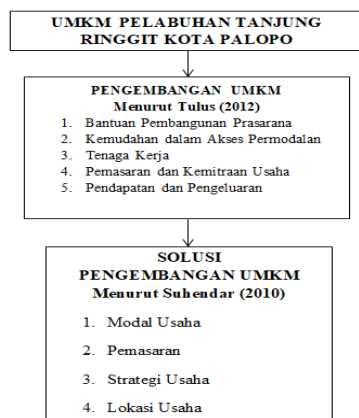 UMKM PELABUHAN TANJUNG
RINGGIT KOTA PALOPO
PENGEMBANGAN UMKM
Menurut Tulus (2012)
1. Bantuan Pembangunan Prasarana
2. Kemudahan dalam Akses Permodalan
3. Tenaga Kerja
4. Pemasaran dan Kemitraan Usaha
5. Pendapatan dan Pengeluaran
SOLUSI
PENGEMBANGAN UMKM
Menurut Suhendar (2010)
1. Modal Usaha
2. Pemasaran
3. Strategi Usaha
4. Lokasi Usaha